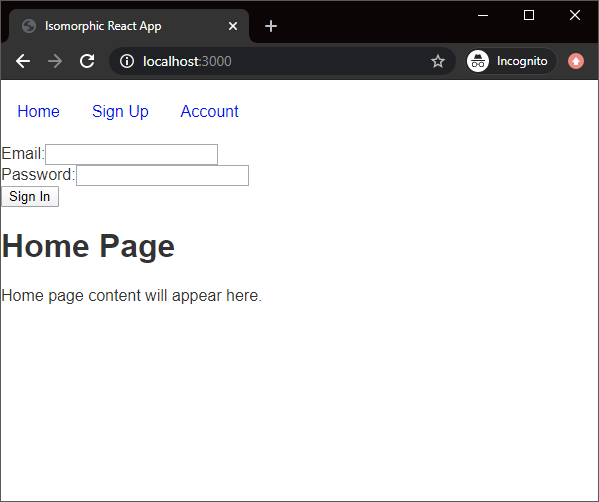 Isomorphic React App
localhost:3000
Incognito
Home Sign Up Account
Email:
Password:
Sign In
Home Page
Home page content will appear here.